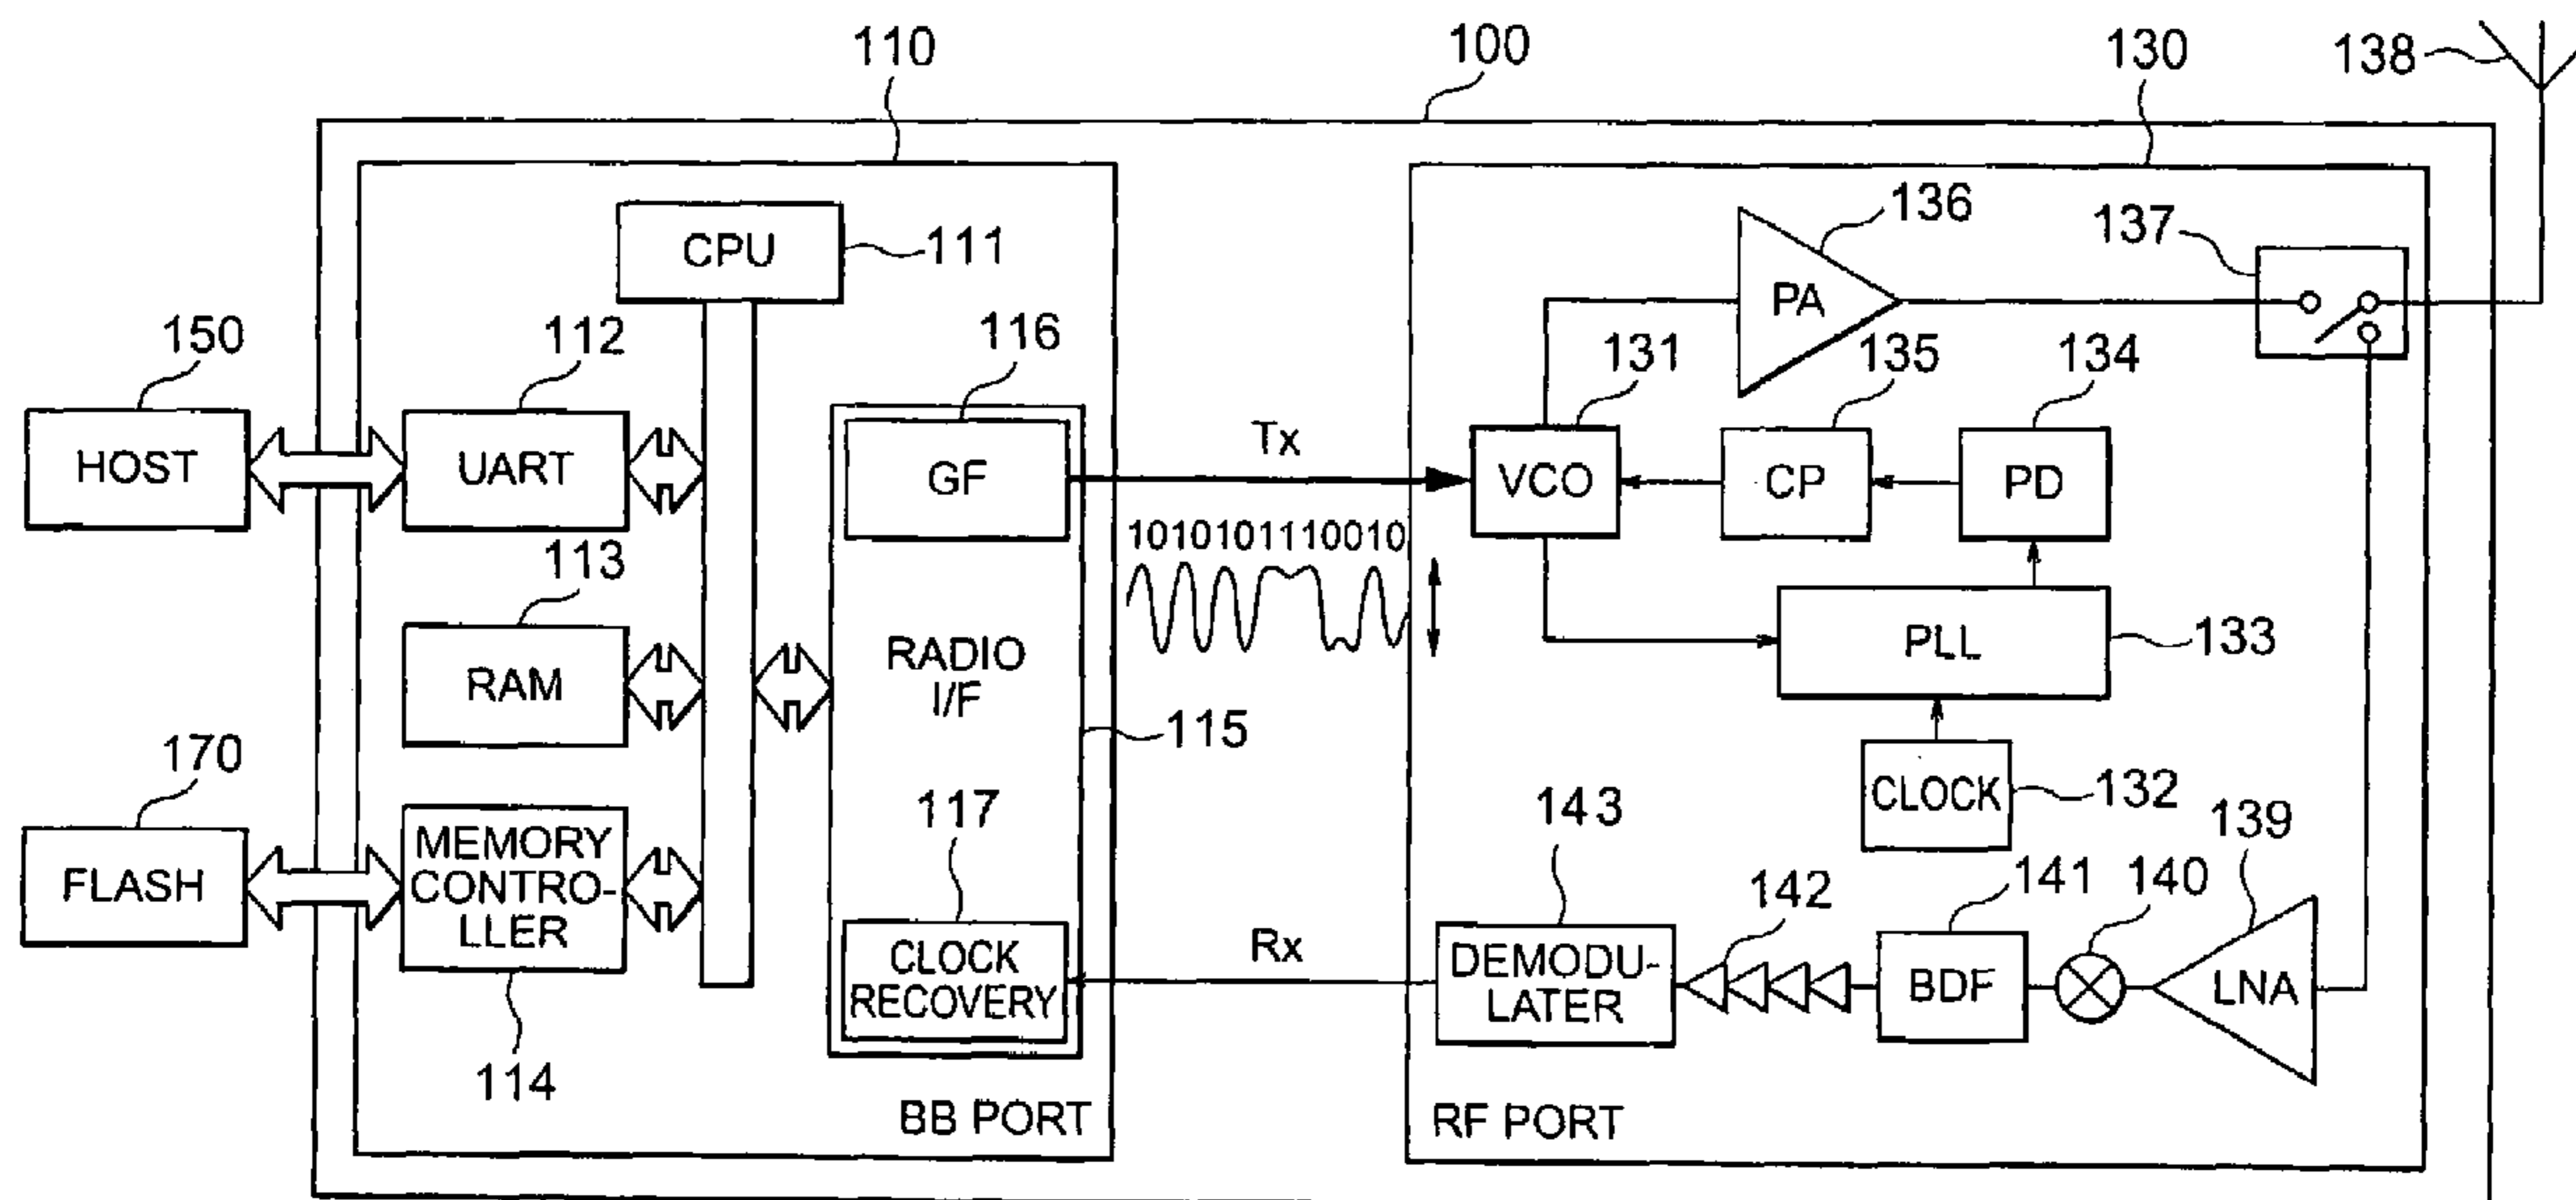 110
100
130
138
CPU
111
136
PA
137
150
112
116
131
135
134
HOST
UART
GF
Tx
VCO
CP
PD
1010101110010
113
RAM
RADIO
I/F
115
PLL
133
170
117
CLOCK
132
143
142
141
140
139
FLASH
MEMORY
CONTRO-
LLER
CLOCK
RECOVERY
Rx
DEMODU-
LATER
BDF
LNA
114
BB PORT
RF PORT